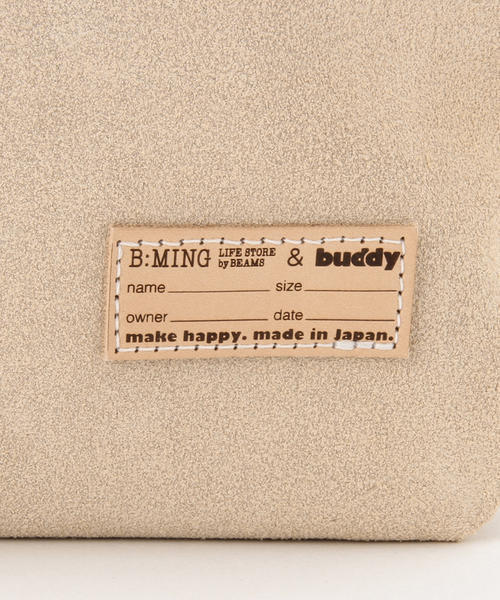 B:MING LIFE STORE by BEAMS & buddy
name size
owner date
make happy. made in Japan.